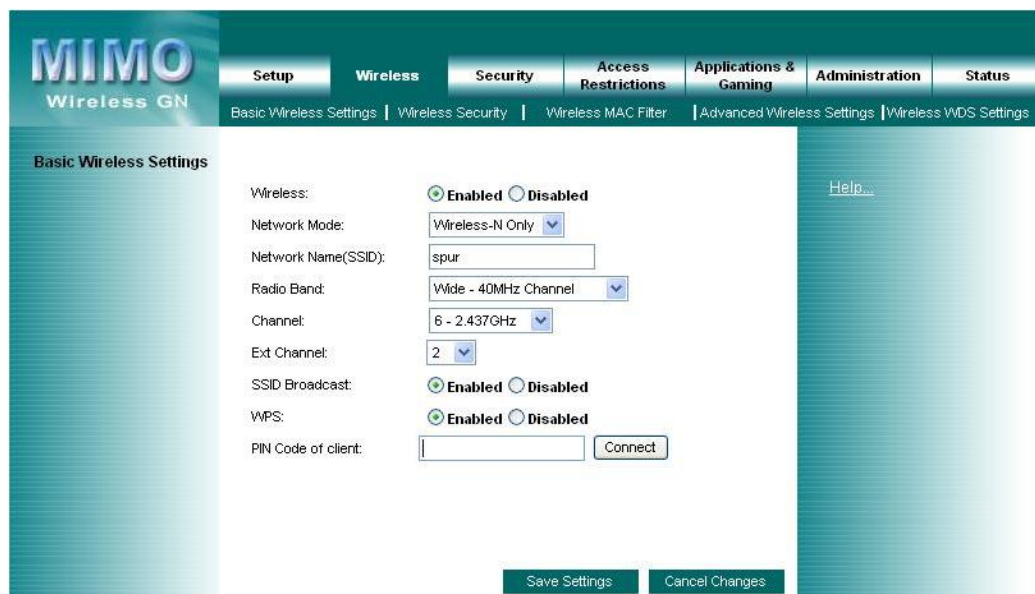 MIMO
Wireless GN
Setup Wireless Security Access Restrictions Applications & Gaming Administration Status
Basic Wireless Settings | Wireless Security | Wireless MAC Filter | Advanced Wireless Settings | Wireless WDS Settings
Basic Wireless Settings
Help...
Wireless: Enabled Disabled
Network Mode: Wireless-N Only
Network Name(SSID): spur
Radio Band: Wide - 40MHz Channel
Channel: 6 - 2.437GHz
Ext Channel: 2
SSID Broadcast: Enabled Disabled
WPS: Enabled Disabled
PIN Code of client: Connect
Save Settings Cancel Changes